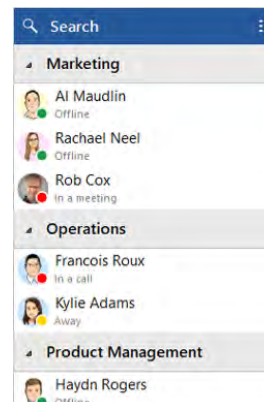 Search
Marketing
Al Maudlin
Offline
Rachael Neel
Offline
Rob Cox
In a meeting
Operations
Francois Roux
In a call
Kylie Adams
Away
Product Management
Haydn Rogers
Offline